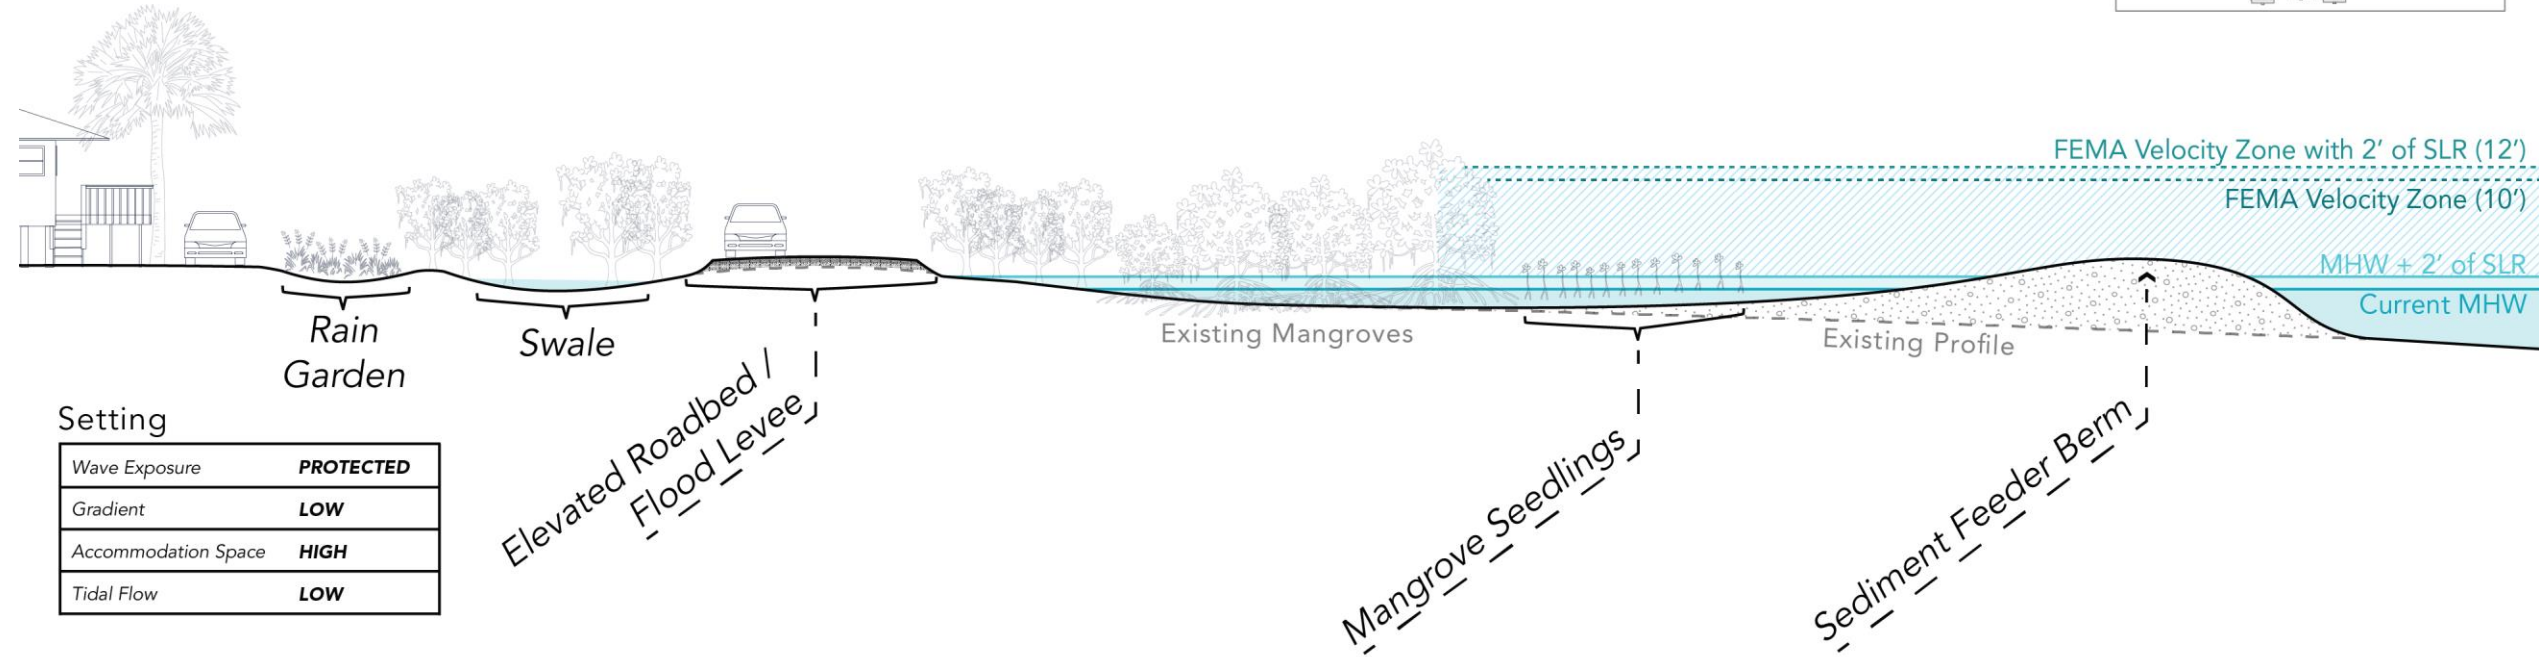 FEMA Velocity Zone with 2' of SLR (12')
FEMA Velocity Zone (10')
MHW + 2' of SLR
Current MHW
Rain
Garden
Swale
Elevated Roadbed /
Flood Levee
Existing Mangroves
Mangrove Seedlings
Existing Profile
Sediment Feeder Berm
Setting
Wave Exposure PROTECTED
Gradient LOW
Accommodation Space HIGH
Tidal Flow LOW